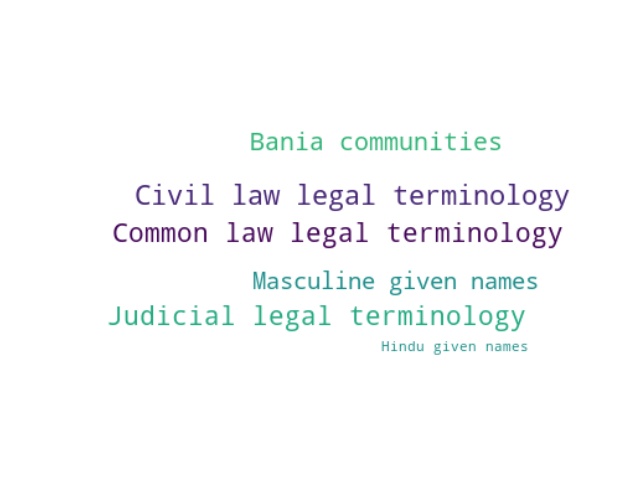 Bania communities
Civil law legal terminology
Common law legal terminology
Masculine given names
Judicial legal terminology
Hindu given names